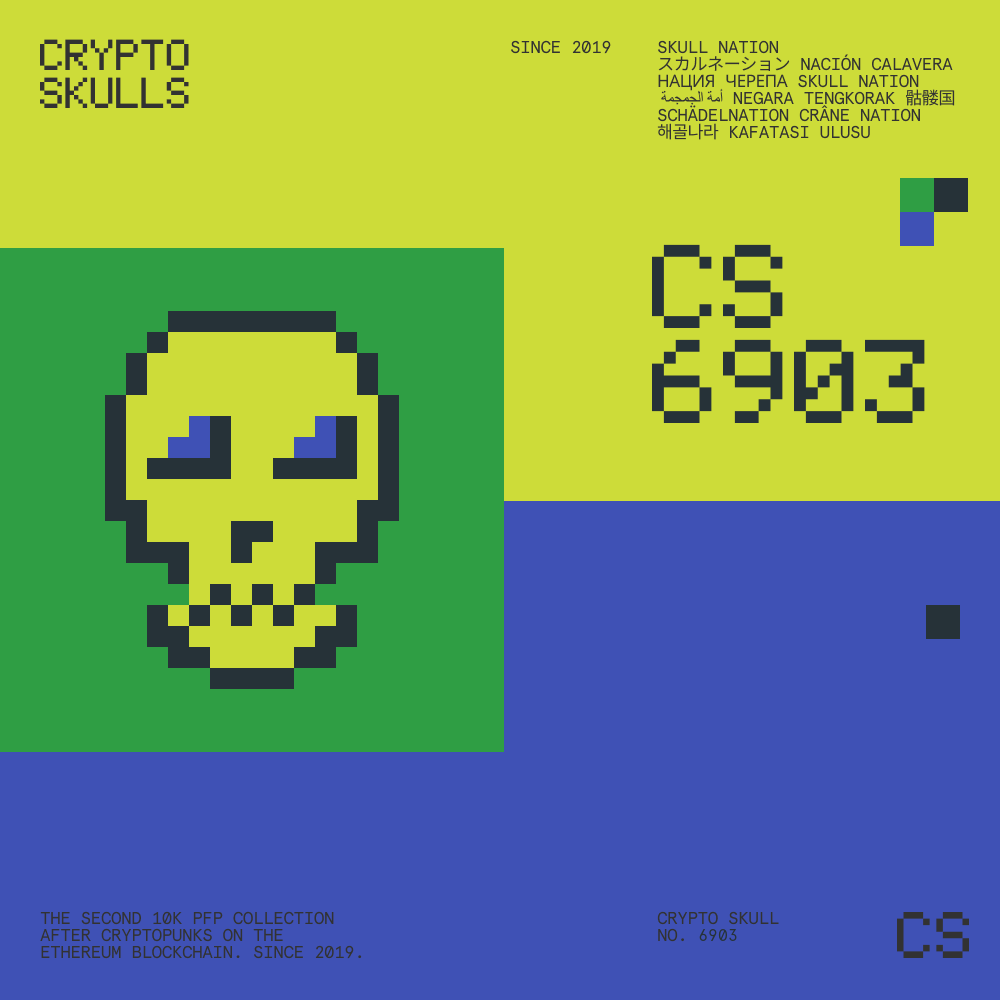 CRYPTO
SKULLS
SINCE 2019
SKULL NATION
スカルネーション NACIÓN CALAVERA
НАЦИЯ ЧЕРЕПА SKULL NATION
أمة الجمجمة NEGARA TENGKORAK 骷髅国
SCHÄDELNATION CRÂNE NATION
해골나라 KAFATASI ULUSU
CS
6903
THE SECOND 10K PFP COLLECTION
AFTER CRYPTOPUNKS ON THE
ETHEREUM BLOCKCHAIN. SINCE 2019.
CRYPTO SKULL
NO. 6903
CS